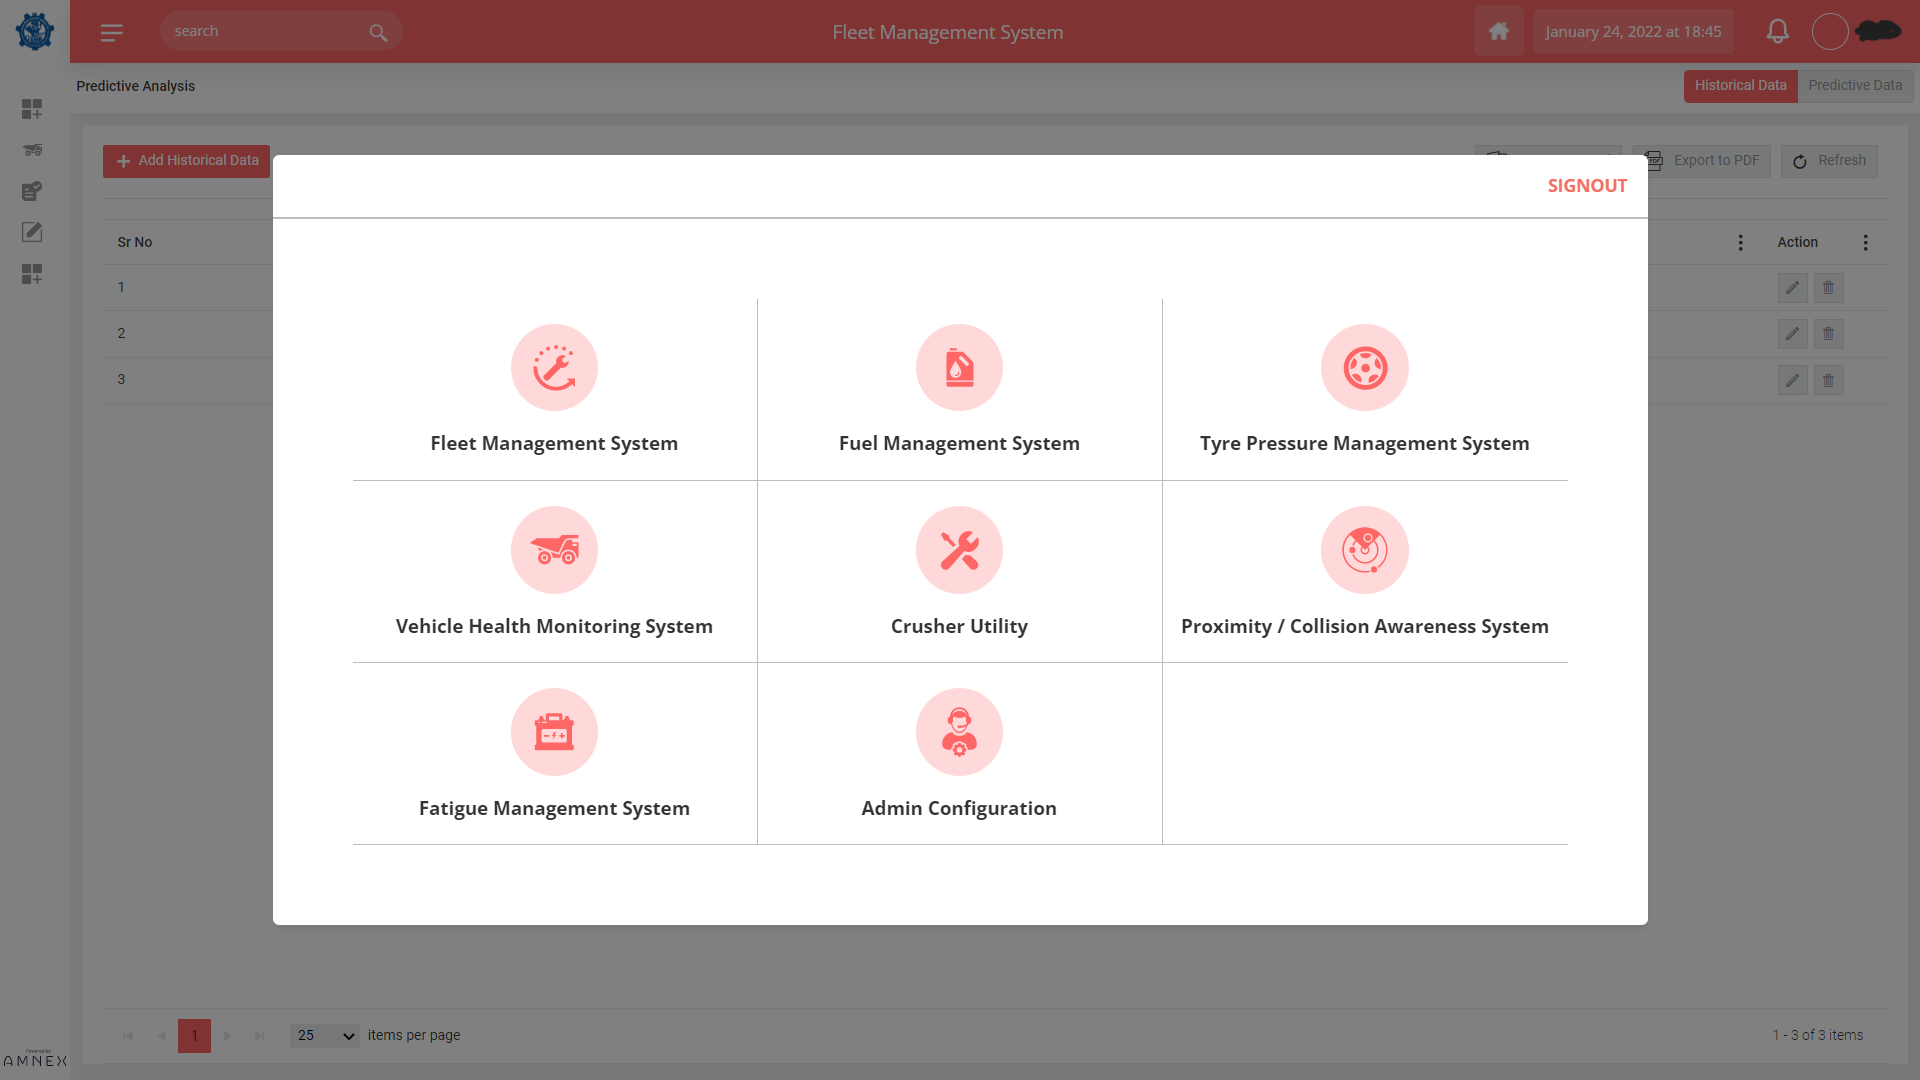 search
Fleet Management System
January 24, 2022 at 18:45
Predictive Analysis
Historical Data
Predictive Data
Add Historical Data
Export to PDF
Refresh
SIGNOUT
Sr No
Action
1
2
3
Fleet Management System
Fuel Management System
Tyre Pressure Management System
Vehicle Health Monitoring System
Crusher Utility
Proximity / Collision Awareness System
Fatigue Management System
Admin Configuration
1
25
items per page
1 - 3 of 3 items
Powered by
AMNEX